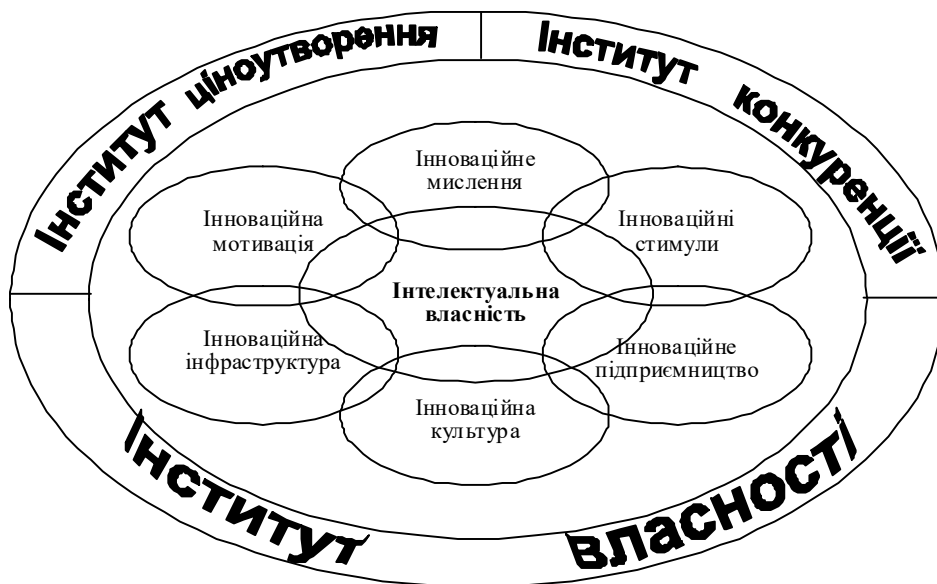 Інститут ціноутворення
Інститут конкуренції
Інноваційне
мислення
Інноваційна
мотивація
Інноваційні
стимули
Інтелектуальна
власність
Інноваційна
інфраструктура
Інноваційне
підприємництво
Інноваційна
культура
Інститут власності